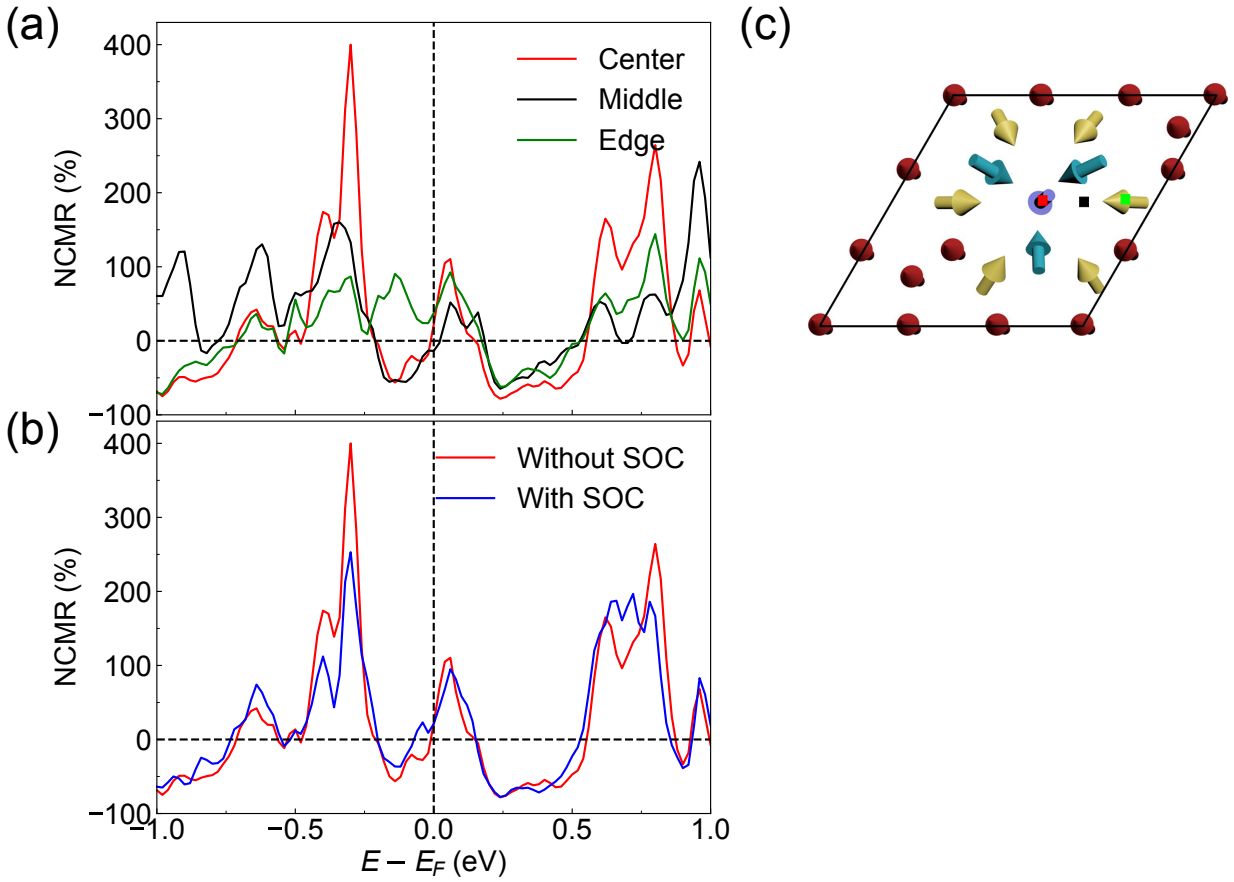 (a)
400
300
200
100
0
−100
NCMR (%)
Center
Middle
Edge
(b)
400
300
200
100
0
−100
NCMR (%)
Without SOC
With SOC
−1.0
−0.5
0.0
0.5
1.0
E − E_F (eV)
(c)